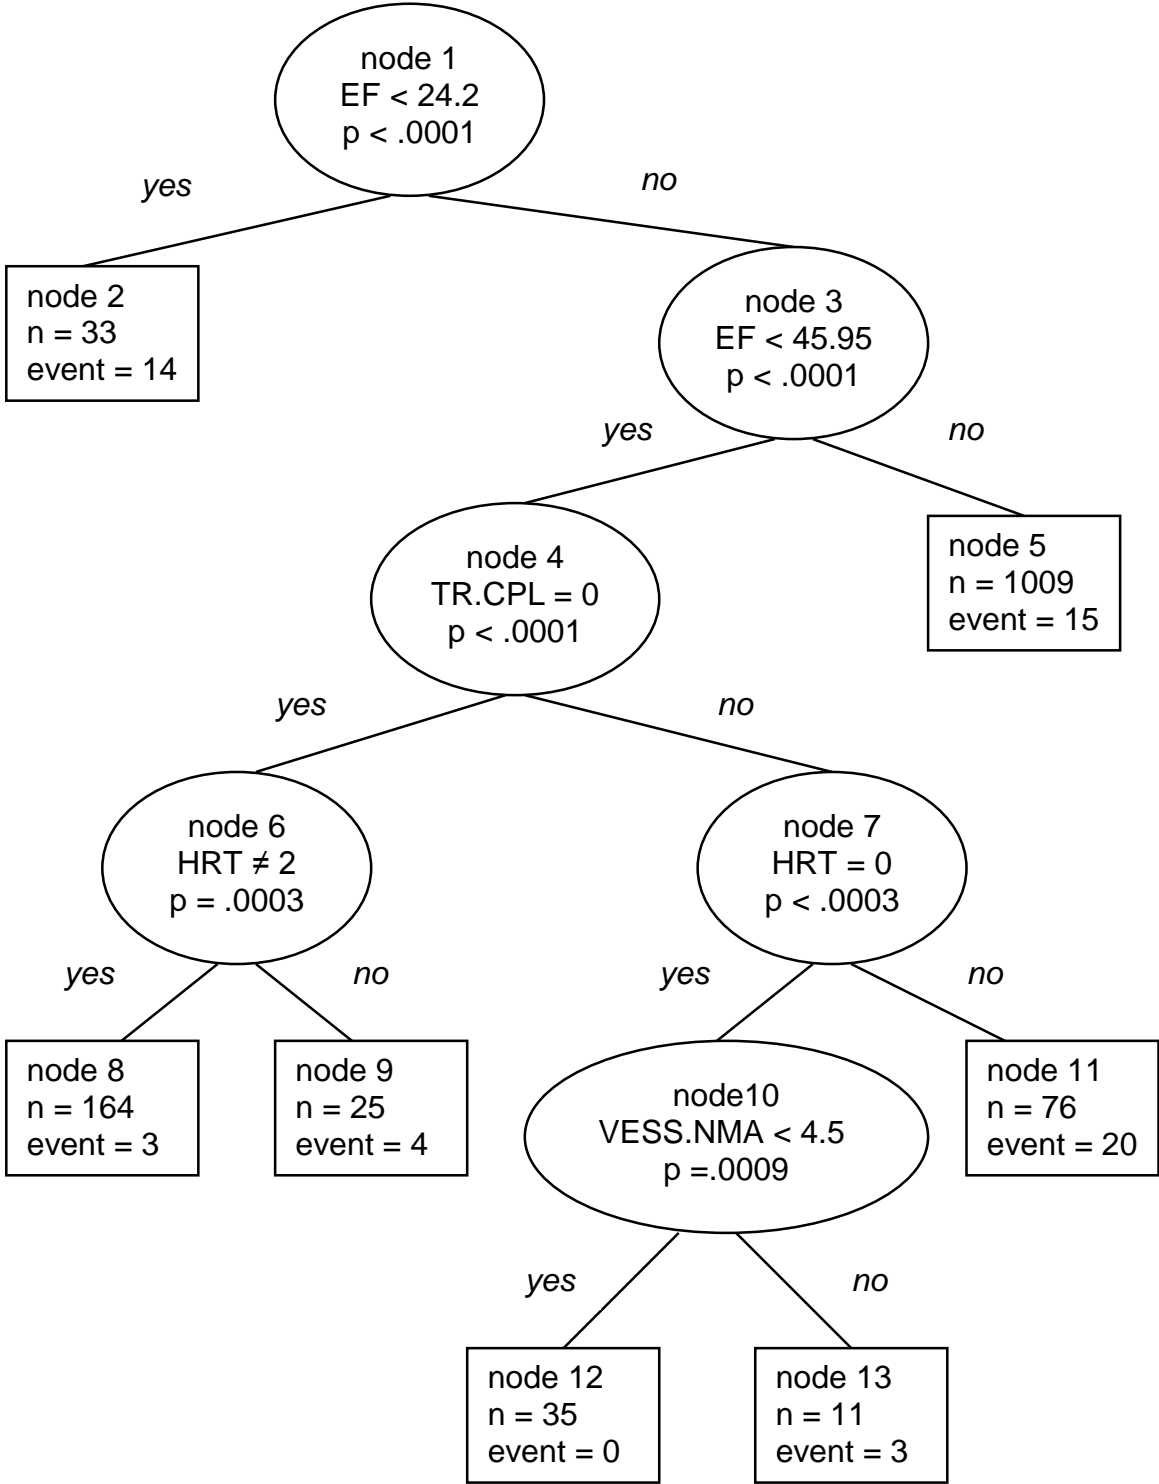 node 1
EF < 24.2
p < .0001
yes
no
node 2
n = 33
event = 14
node 3
EF < 45.95
p < .0001
yes
no
node 4
TR.CPL = 0
p < .0001
node 5
n = 1009
event = 15
yes
no
node 6
HRT ≠ 2
p = .0003
node 7
HRT = 0
p < .0003
yes
no
yes
no
node 8
n = 164
event = 3
node 9
n = 25
event = 4
node10
VESS.NMA < 4.5
p =.0009
node 11
n = 76
event = 20
yes
no
node 12
n = 35
event = 0
node 13
n = 11
event = 3